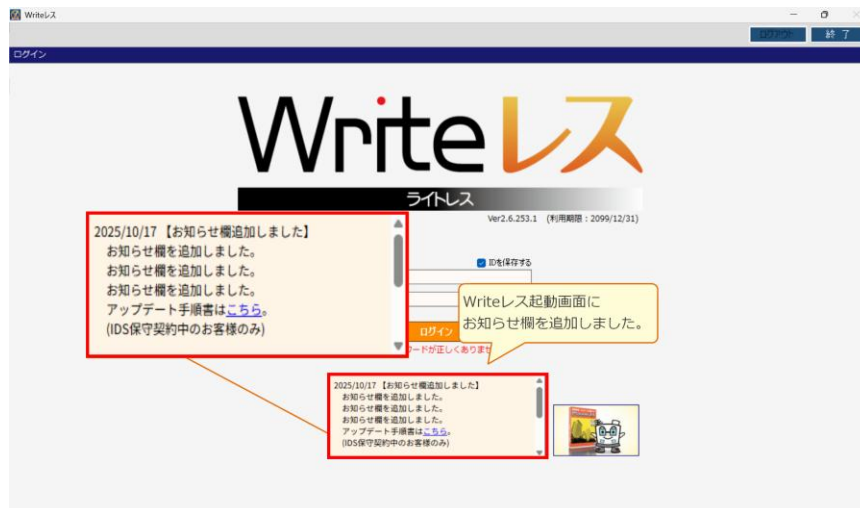 Writeレス
ログアウト
終 了
ログイン
Writeレス
ライトレス
Ver2.6.253.1 (利用期限:2099/12/31)
2025/10/17 【お知らせ欄追加しました】
お知らせ欄を追加しました。
お知らせ欄を追加しました。
お知らせ欄を追加しました。
アップデート手順書はこちら。
(IDS保守契約中のお客様のみ)
IDを保存する
Writeレス起動画面に
お知らせ欄を追加しました。
ログイン
ードが正しくありませ
2025/10/17 【お知らせ欄追加しました】
お知らせ欄を追加しました。
お知らせ欄を追加しました。
お知らせ欄を追加しました。
アップデート手順書はこちら。
(IDS保守契約中のお客様のみ)